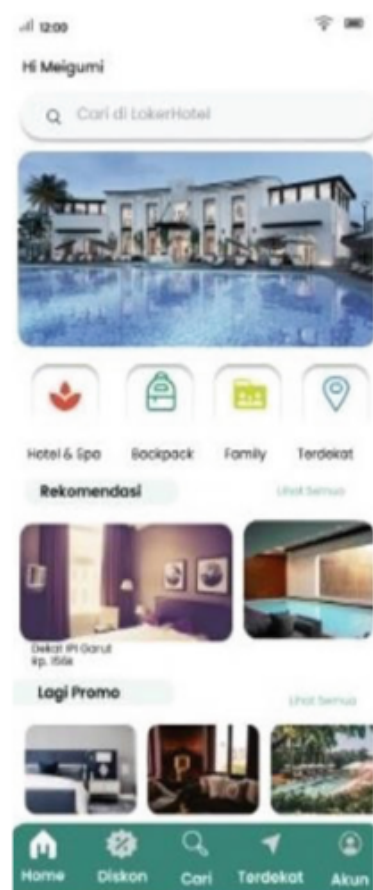 12:00
Hi Meigumi
Cari di LokerHotel
Hotel & Spa Backpack Family Terdekat
Rekomendasi Lihat Semua
Dekat IPI Garut
Rp. 156k
Lagi Promo Lihat Semua
Home Diskon Cari Terdekat Akun